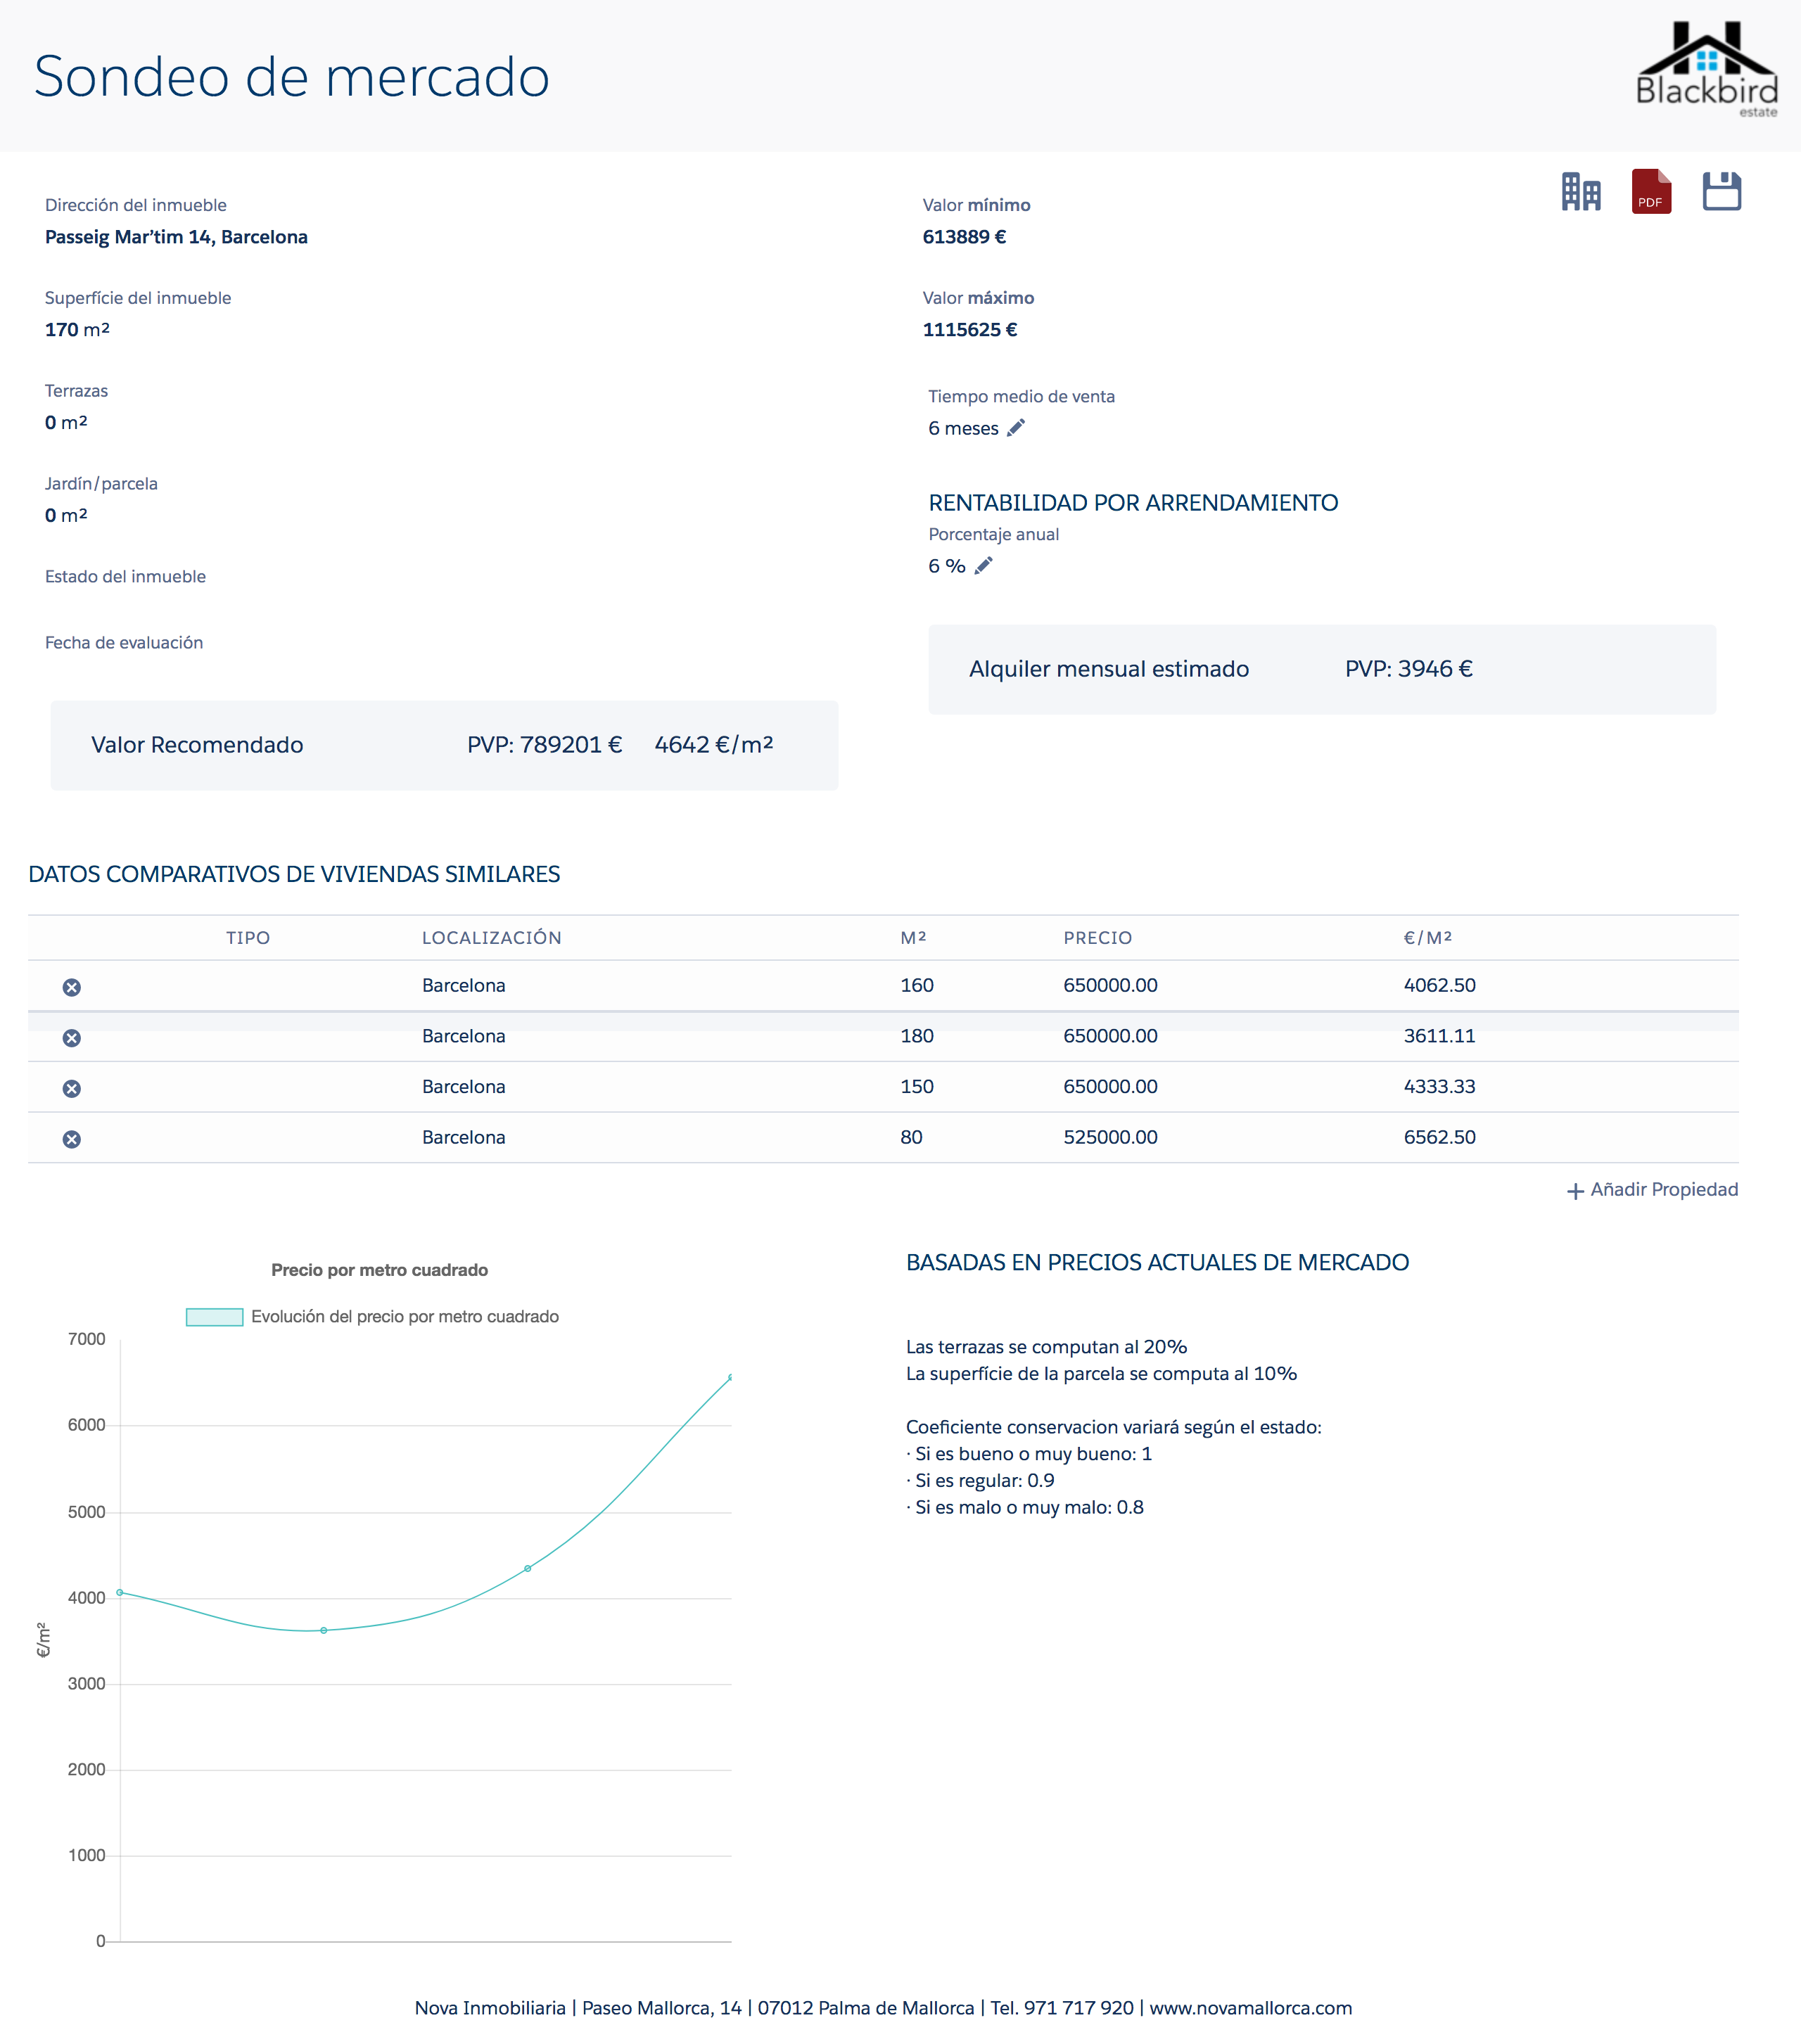 Sondeo de mercado
Blackbird
estate
PDF
Dirección del inmueble
Passeig Mar'tim 14, Barcelona
Superfície del inmueble
170 m²
Terrazas
0 m²
Jardín/parcela
0 m²
Estado del inmueble
Fecha de evaluación
Valor Recomendado PVP: 789201 € 4642 €/m²
Valor mínimo
613889 €
Valor máximo
1115625 €
Tiempo medio de venta
6 meses
RENTABILIDAD POR ARRENDAMIENTO
Porcentaje anual
6 %
Alquiler mensual estimado PVP: 3946 €
DATOS COMPARATIVOS DE VIVIENDAS SIMILARES
TIPO LOCALIZACIÓN M² PRECIO €/M²
Barcelona 160 650000.00 4062.50
Barcelona 180 650000.00 3611.11
Barcelona 150 650000.00 4333.33
Barcelona 80 525000.00 6562.50
+ Añadir Propiedad
Precio por metro cuadrado
Evolución del precio por metro cuadrado
7000
6000
5000
4000
€/m²
3000
2000
1000
0
BASADAS EN PRECIOS ACTUALES DE MERCADO
Las terrazas se computan al 20%
La superfície de la parcela se computa al 10%
Coeficiente conservacion variará según el estado:
· Si es bueno o muy bueno: 1
· Si es regular: 0.9
· Si es malo o muy malo: 0.8
Nova Inmobiliaria | Paseo Mallorca, 14 | 07012 Palma de Mallorca | Tel. 971 717 920 | www.novamallorca.com